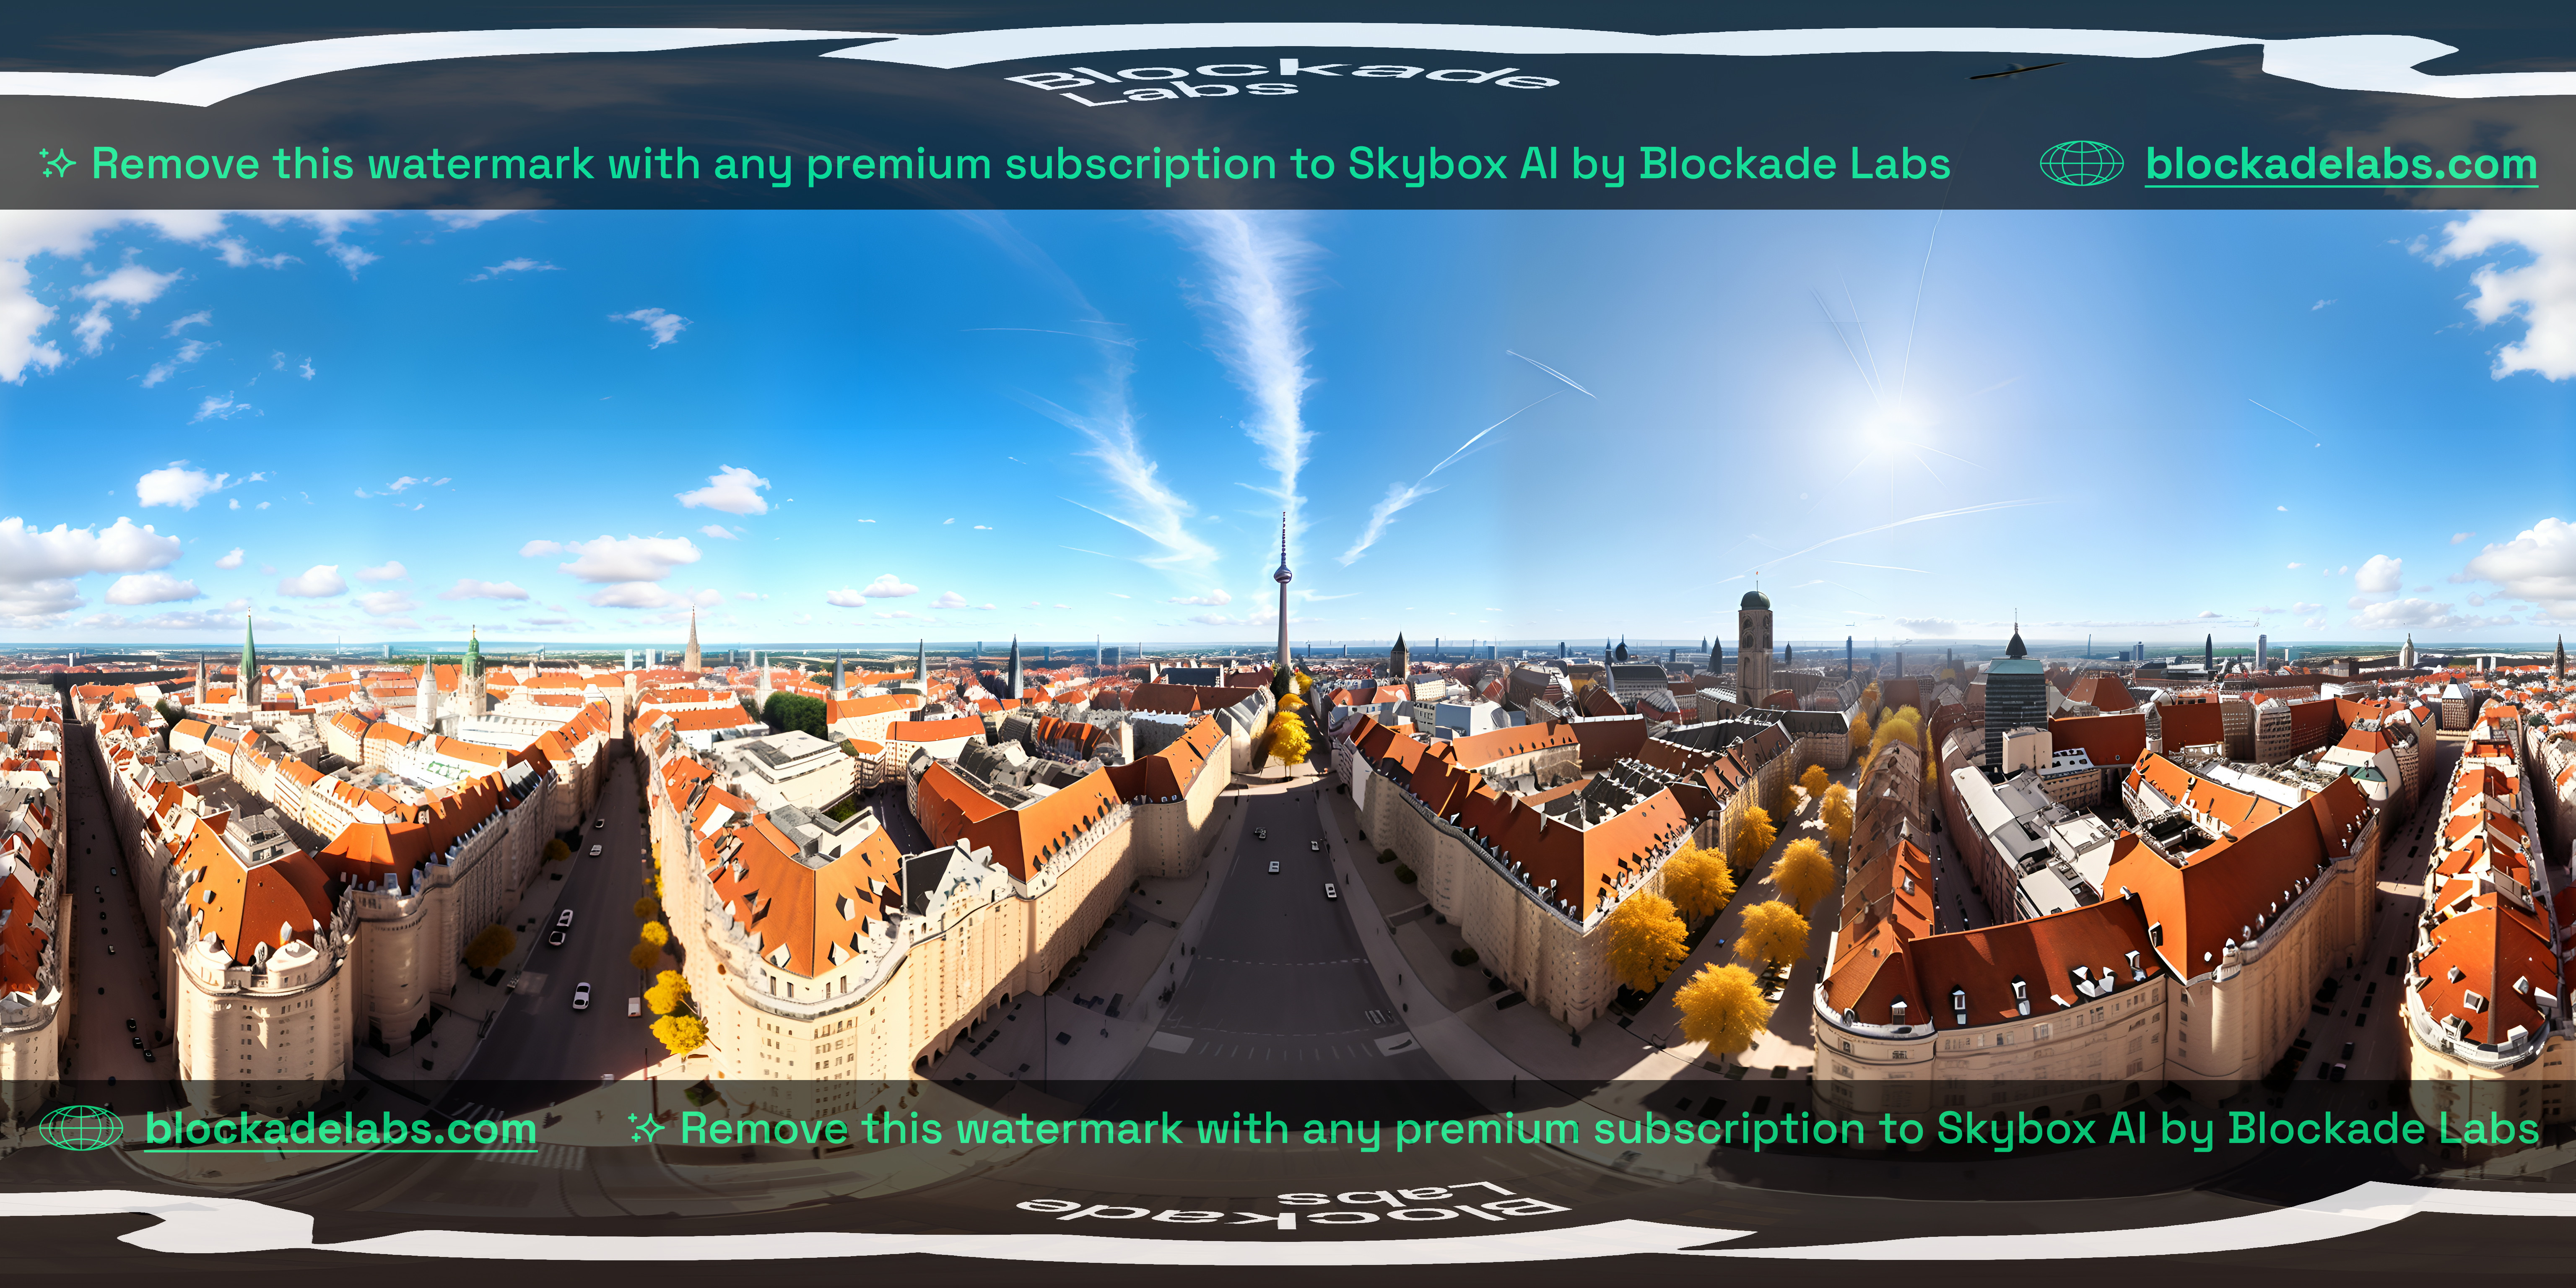 Blockade
Labs
Remove this watermark with any premium subscription to Skybox AI by Blockade Labs
blockadelabs.com
blockadelabs.com
Remove this watermark with any premium subscription to Skybox AI by Blockade Labs
Labs
Blockade